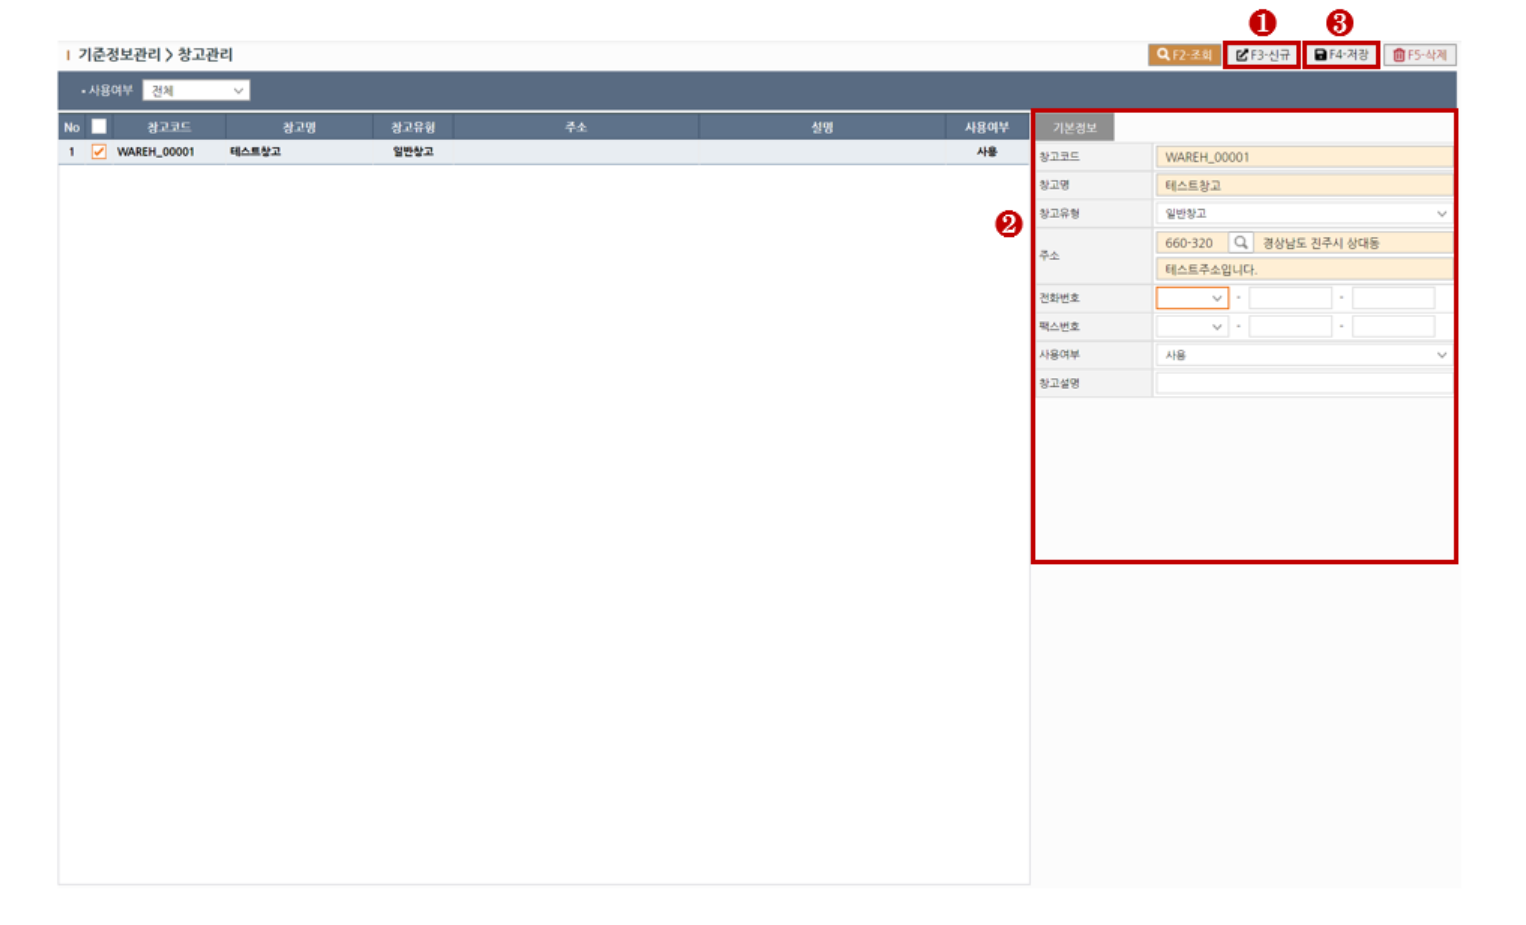 ❶ ❸
기준정보관리 > 창고관리 F2-조회 F3-신규 F4-저장 F5-삭제
• 사용여부 전체
No 창고코드 창고명 창고유형 주소 설명 사용여부
1 WAREH_00001 테스트창고 일반창고 사용
❷
기본정보
창고코드 WAREH_00001
창고명 테스트창고
창고유형 일반창고
주소 660-320 경상남도 진주시 상대동
테스트주소입니다.
전화번호 - -
팩스번호 - -
사용여부 사용
창고설명